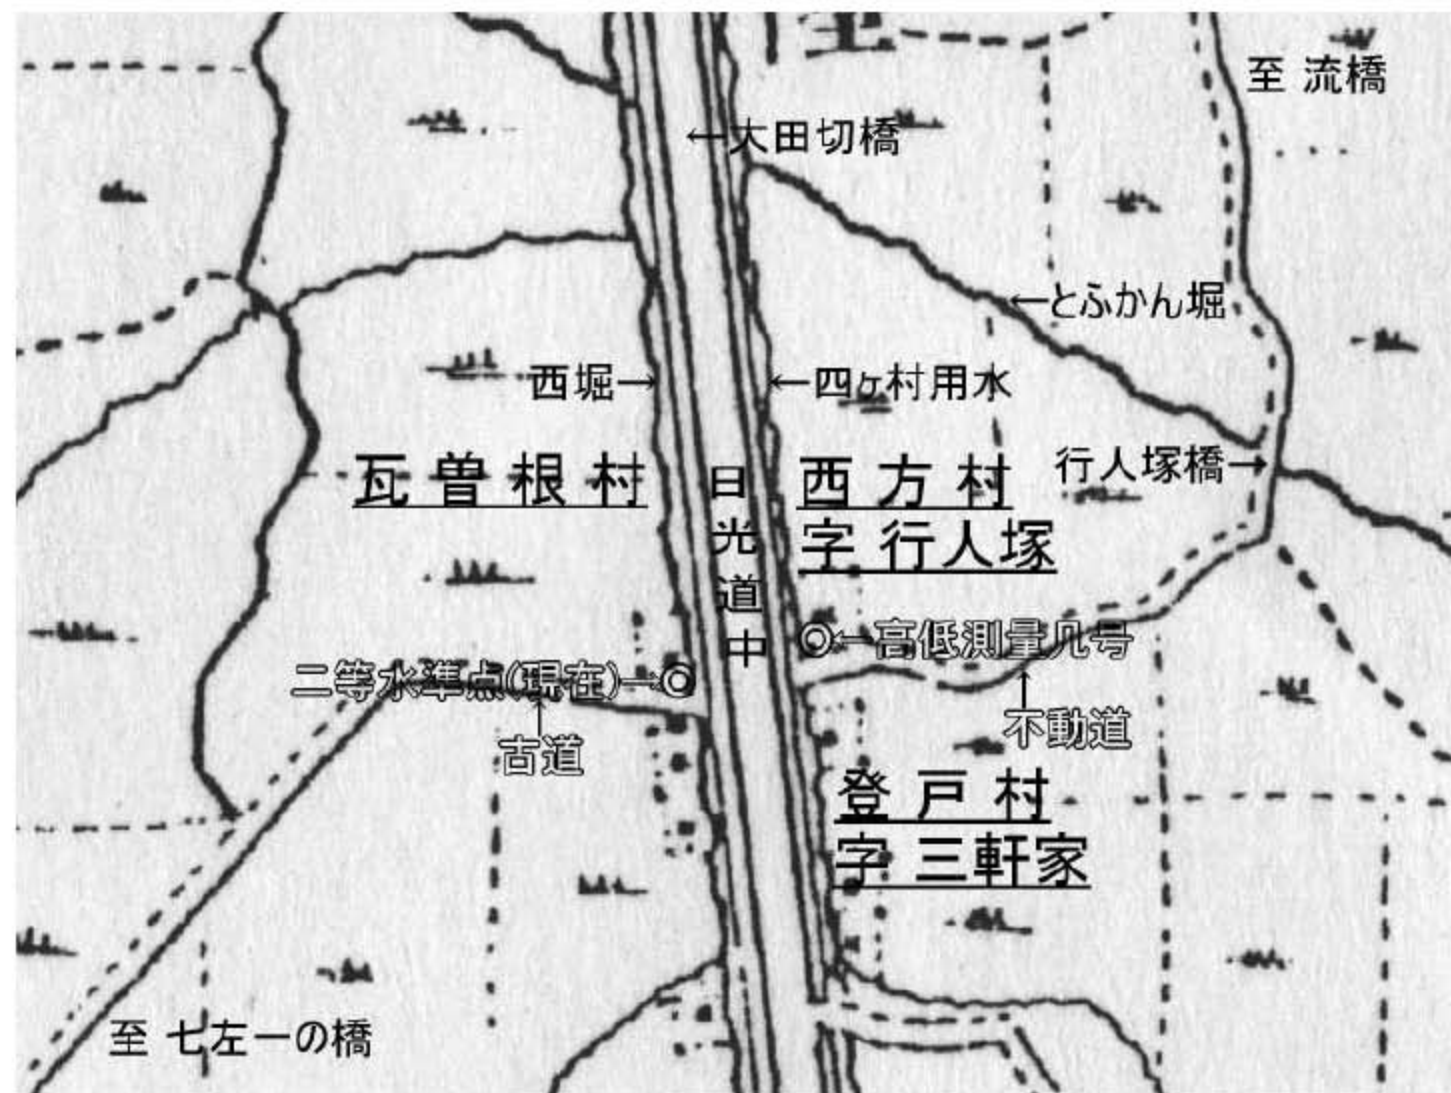 至 流橋
←大田切橋
←とふかん堀
西堀→
←四ヶ村用水
行人塚橋→
瓦曽根村
日光道中
西方村
字 行人塚
←高低測量几号
二等水準点(現在)→
古道
不動道
登戸村
字 三軒家
至 七左一の橋